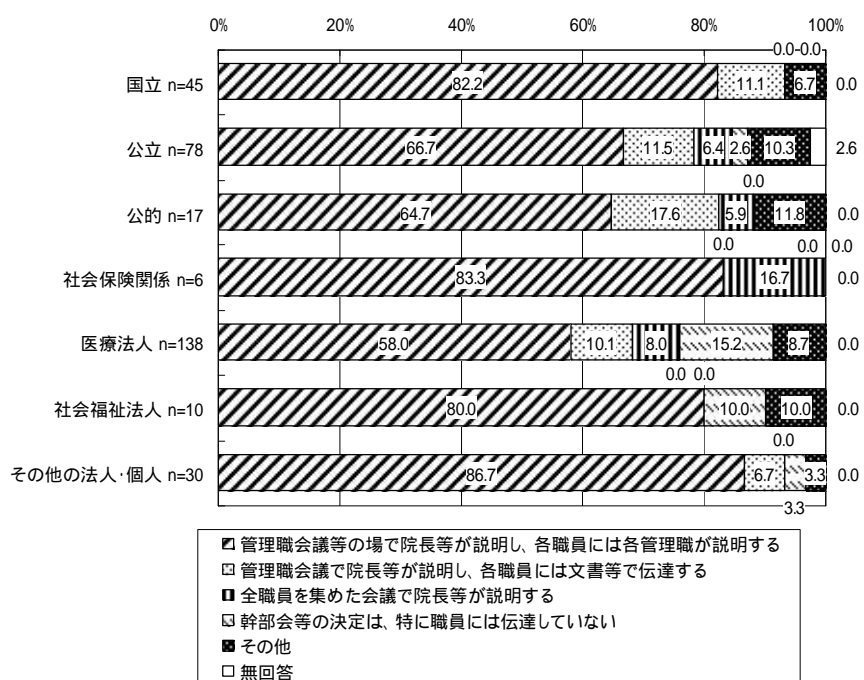 0% 20% 40% 60% 80% 100%
0.0 0.0
国立 n=45 82.2 11.1 6.7 0.0
公立 n=78 66.7 11.5 6.4 2.6 10.3 2.6
0.0
公的 n=17 64.7 17.6 5.9 11.8 0.0
0.0 0.0 0.0
社会保険関係 n=6 83.3 16.7 0.0
医療法人 n=138 58.0 10.1 8.0 15.2 8.7 0.0
0.0 0.0
社会福祉法人 n=10 80.0 10.0 10.0 0.0
0.0
その他の法人･個人 n=30 86.7 6.7 3.3 0.0
3.3
管理職会議等の場で院長等が説明し、各職員には各管理職が説明する
管理職会議で院長等が説明し、各職員には文書等で伝達する
全職員を集めた会議で院長等が説明する
幹部会等の決定は、特に職員には伝達していない
その他
無回答